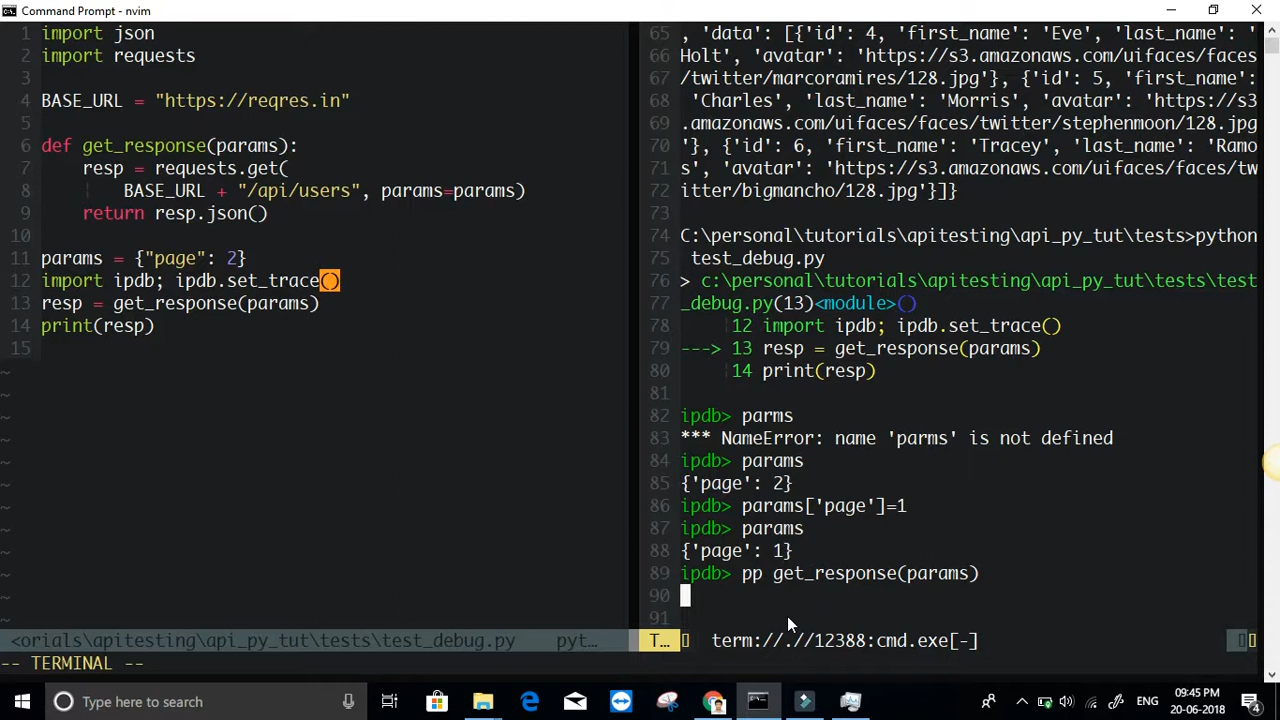 Command Prompt - nvim
1 import json
2 import requests
3
4 BASE_URL = "https://reqres.in"
5
6 def get_response(params):
7 resp = requests.get(
8 BASE_URL + "/api/users", params=params)
9 return resp.json()
10
11 params = {"page": 2}
12 import ipdb; ipdb.set_trace()
13 resp = get_response(params)
14 print(resp)
15
~
~
~
~
~
~
~
~
~
~
~
~
<orials\apitesting\api_py_tut\tests\test_debug.py pyt…
-- TERMINAL --
65 , 'data': [{'id': 4, 'first_name': 'Eve', 'last_name': '
66 Holt', 'avatar': 'https://s3.amazonaws.com/uifaces/faces
67 /twitter/marcoramires/128.jpg'}, {'id': 5, 'first_name':
68 'Charles', 'last_name': 'Morris', 'avatar': 'https://s3
69 .amazonaws.com/uifaces/faces/twitter/stephenmoon/128.jpg
70 '}, {'id': 6, 'first_name': 'Tracey', 'last_name': 'Ramo
71 s', 'avatar': 'https://s3.amazonaws.com/uifaces/faces/tw
72 itter/bigmancho/128.jpg'}]}
73
74 C:\personal\tutorials\apitesting\api_py_tut\tests>python
75 test_debug.py
76 > c:\personal\tutorials\apitesting\api_py_tut\tests\test
77 _debug.py(13)<module>()
78 12 import ipdb; ipdb.set_trace()
79 ---> 13 resp = get_response(params)
80 14 print(resp)
81
82 ipdb> parms
83 *** NameError: name 'parms' is not defined
84 ipdb> params
85 {'page': 2}
86 ipdb> params['page']=1
87 ipdb> params
88 {'page': 1}
89 ipdb> pp get_response(params)
90
91
T… term://.//12388:cmd.exe[-]
Type here to search
ENG
09:45 PM
20-06-2018
4